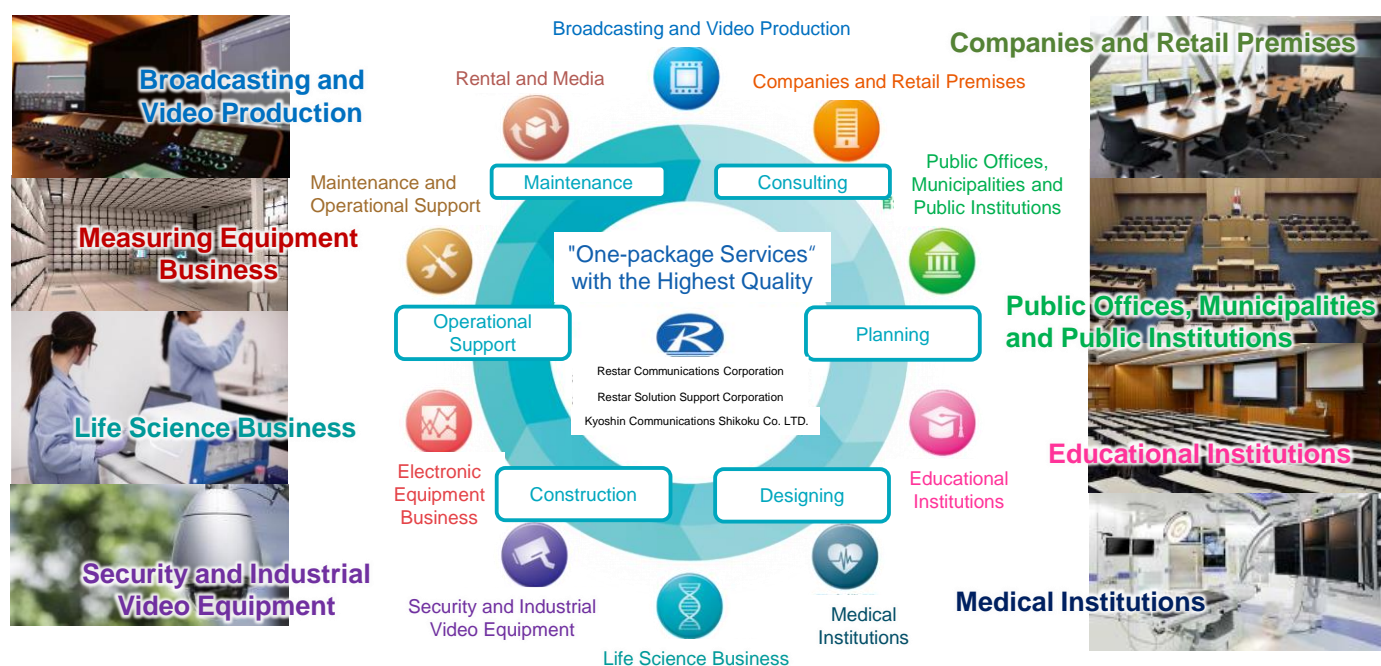 Broadcasting and Video Production
Companies and Retail Premises
Rental and Media
Companies and Retail Premises
Broadcasting and
Video Production
Maintenance
Consulting
Public Offices,
Municipalities and
Public Institutions
Maintenance and
Operational Support
Measuring Equipment
Business
"One-package Services“
with the Highest Quality
Operational
Support
R
Planning
Public Offices, Municipalities
and Public Institutions
Restar Communications Corporation
Restar Solution Support Corporation
Kyoshin Communications Shikoku Co. LTD.
Life Science Business
Educational Institutions
Electronic
Equipment
Business
Construction
Designing
Educational
Institutions
Security and Industrial
Video Equipment
Security and Industrial
Video Equipment
Medical
Institutions
Medical Institutions
Life Science Business